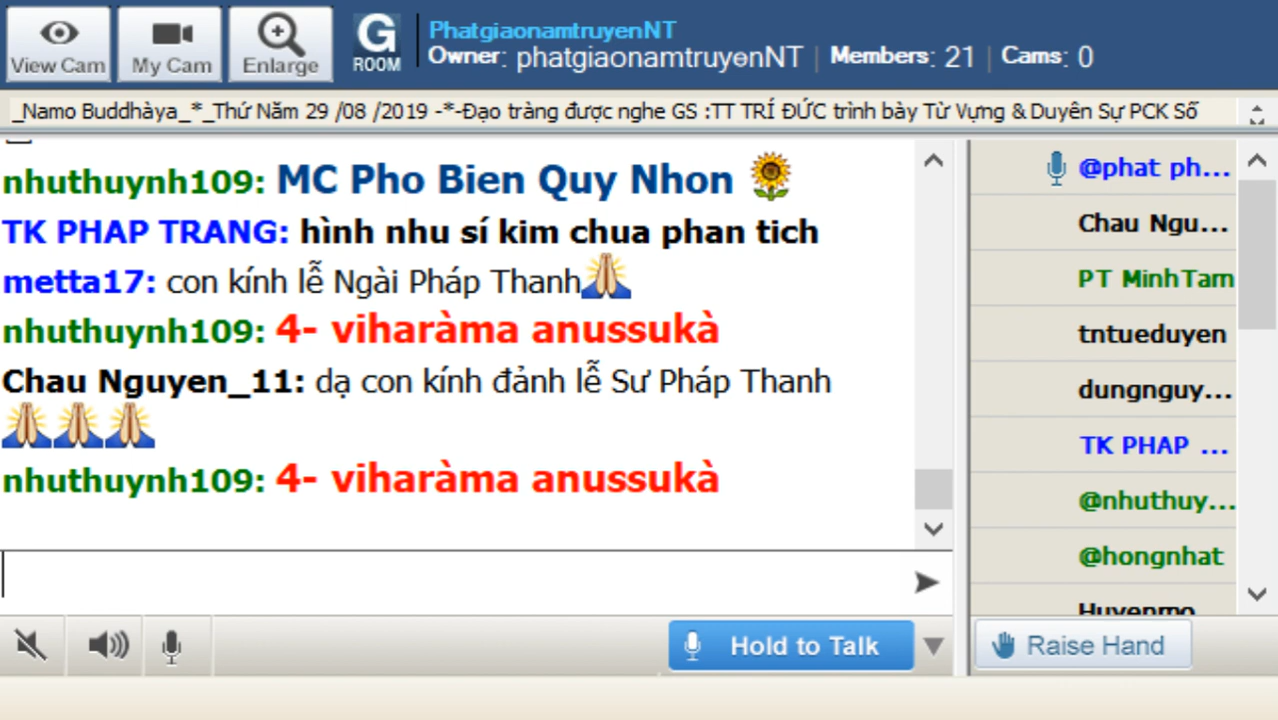 View Cam
My Cam
Enlarge
G
ROOM
PhatgiaonamtruyenNT
Owner: phatgiaonamtruyenNT | Members: 21 | Cams: 0
_Namo Buddhàya_*_Thứ Năm 29 /08 /2019 -*-Đạo tràng được nghe GS :TT TRÍ ĐỨC trình bày Từ Vựng & Duyên Sự PCK Số
nhuthuynh109: MC Pho Bien Quy Nhon
TK PHAP TRANG: hình nhu sí kim chua phan tich
metta17: con kính lễ Ngài Pháp Thanh
nhuthuynh109: 4- viharàma anussukà
Chau Nguyen_11: dạ con kính đảnh lễ Sư Pháp Thanh
nhuthuynh109: 4- viharàma anussukà
@phat ph...
Chau Ngu...
PT MinhTam
tntueduyen
dungnguy...
TK PHAP ...
@nhuthuy...
@hongnhat
Huyenmo
Hold to Talk
Raise Hand